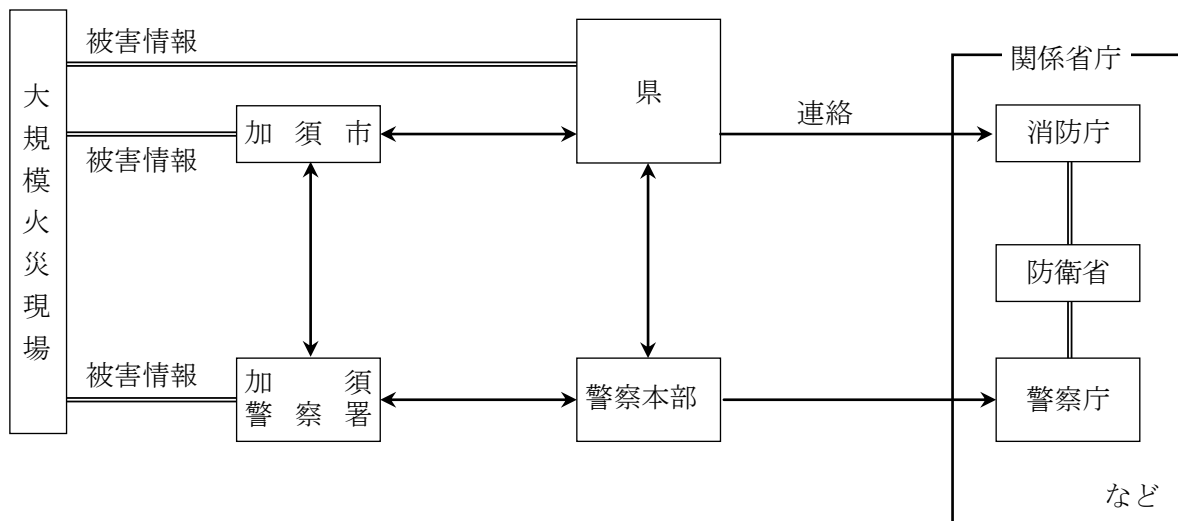 大規模火災現場
被害情報
県
関係省庁
連絡
加須市
消防庁
被害情報
防衛省
被害情報
加須
警察署
警察本部
警察庁
など